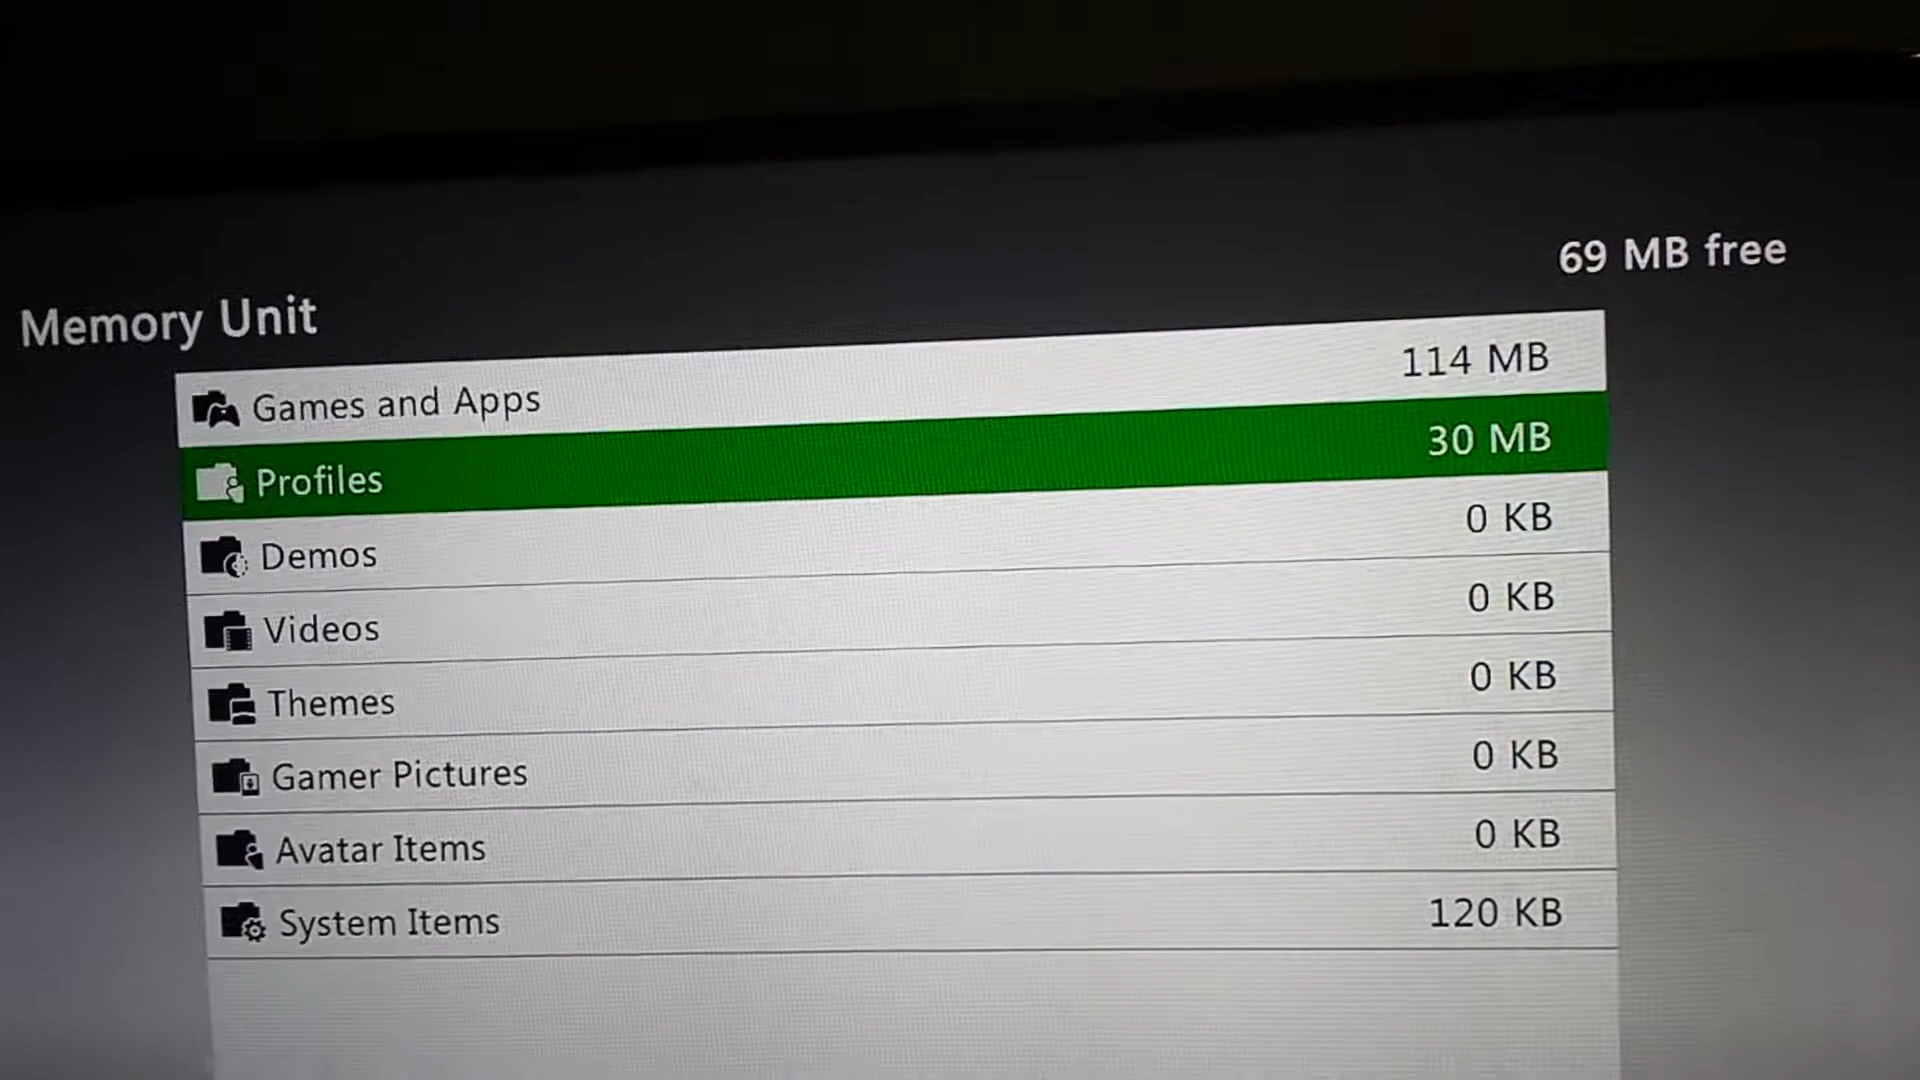 69 MB free
Memory Unit
Games and Apps 114 MB
Profiles 30 MB
Demos 0 KB
Videos 0 KB
Themes 0 KB
Gamer Pictures 0 KB
Avatar Items 0 KB
System Items 120 KB